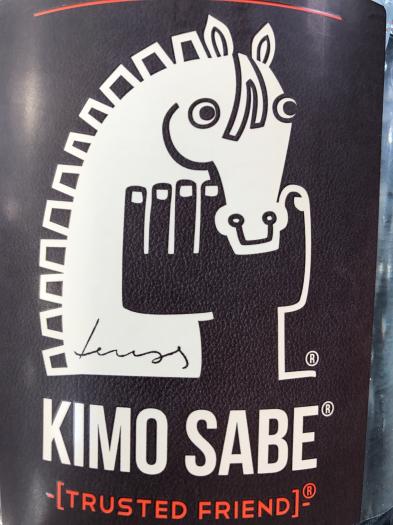 ®
KIMO SABE®
-[TRUSTED FRIEND]-®